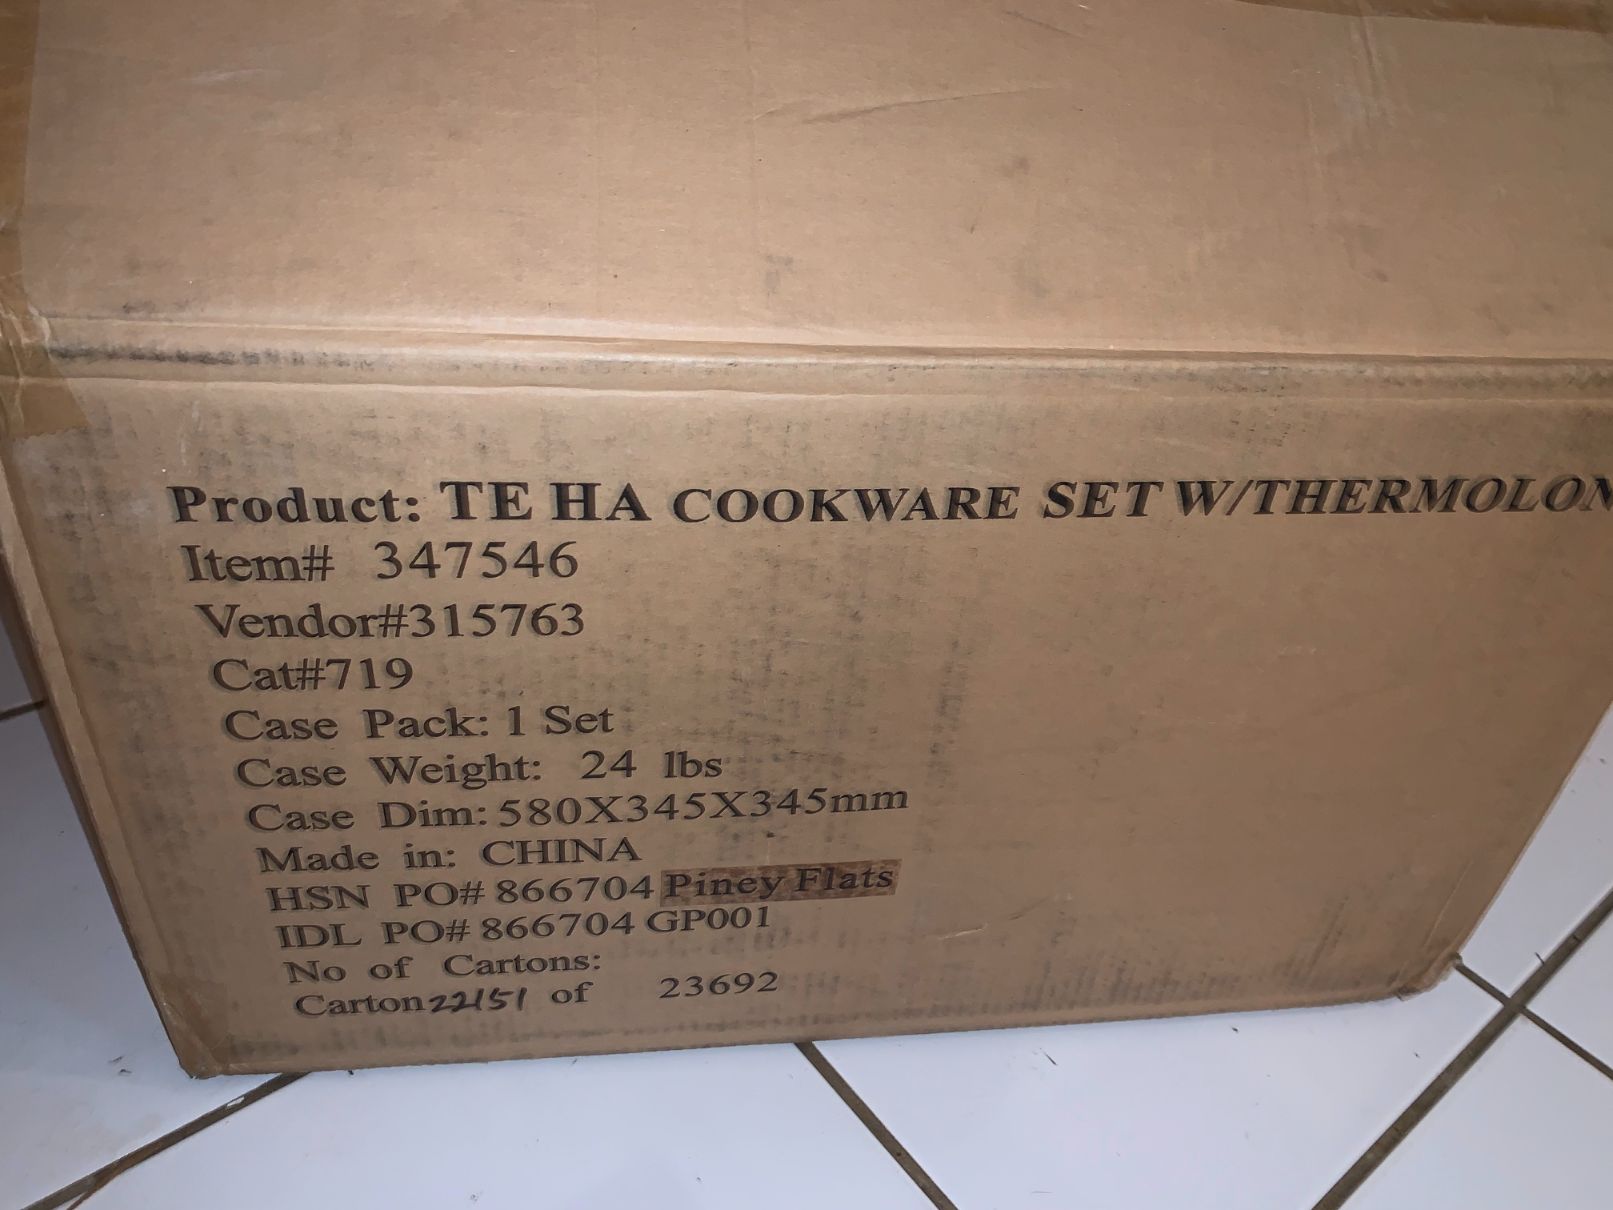 Product: TE HA COOKWARE SET W/THERMOLON
Item# 347546
Vendor#315763
Cat#719
Case Pack: 1 Set
Case Weight: 24 lbs
Case Dim: 580X345X345mm
Made in: CHINA
HSN PO# 866704 Piney Flats
IDL PO# 866704 GP001
No of Cartons:
Carton 22151 of 23692